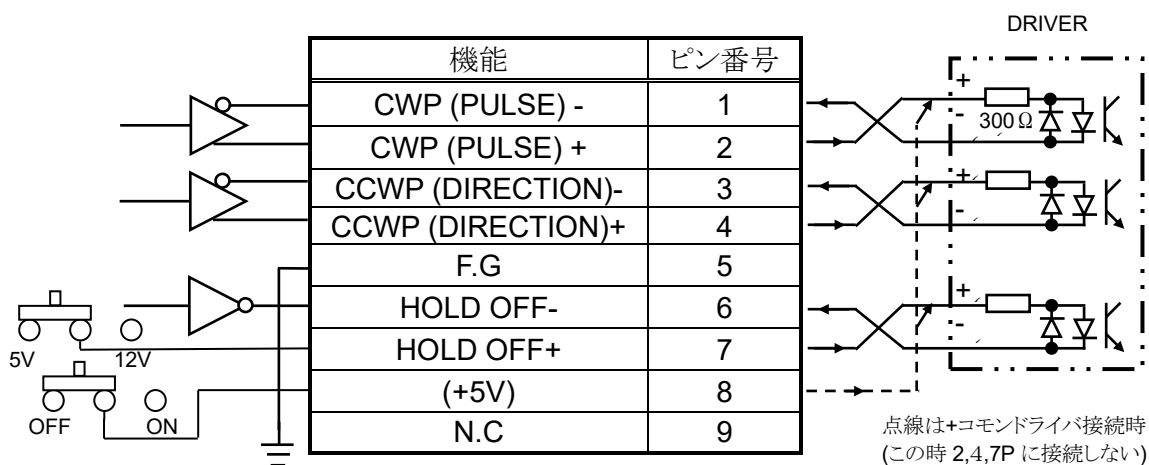 DRIVER
機能 ピン番号
CWP (PULSE) - 1
CWP (PULSE) + 2
CCWP (DIRECTION)- 3
CCWP (DIRECTION)+ 4
F.G 5
HOLD OFF- 6
HOLD OFF+ 7
(+5V) 8
N.C 9
5V 12V
OFF ON
+
- 300Ω
+
-
+
-
点線は+コモンドライバ接続時
(この時 2,4,7P に接続しない)